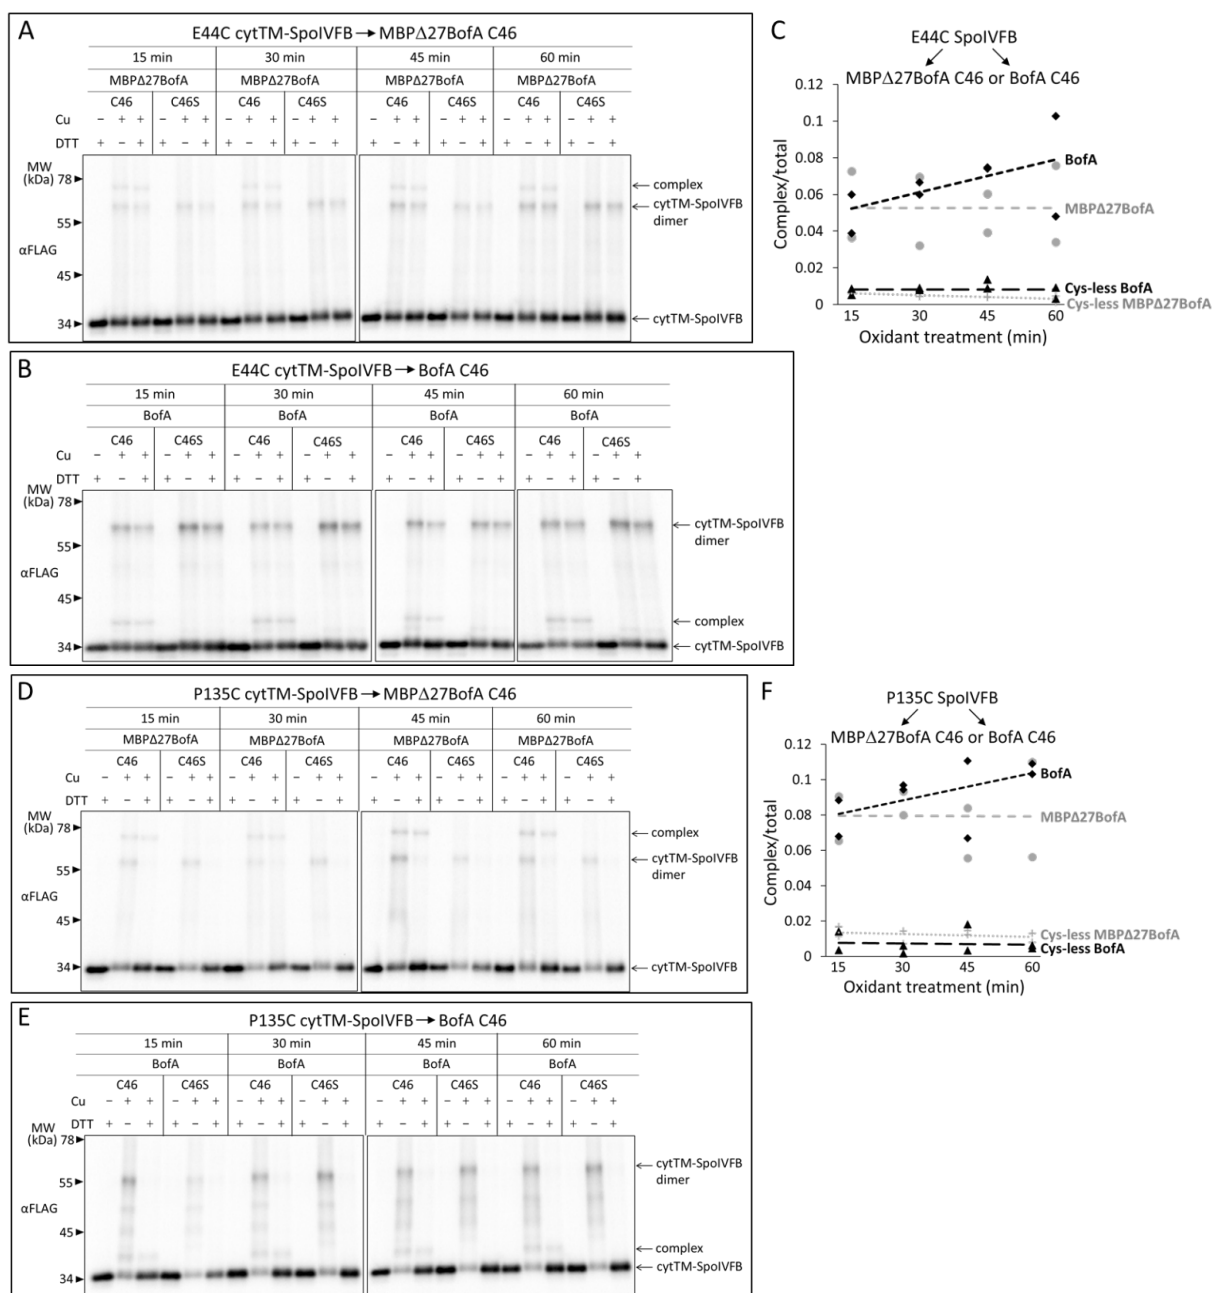 A
E44C cytTM-SpoIVFB → MBPΔ27BofA C46
15 min 30 min 45 min 60 min
MBPΔ27BofA MBPΔ27BofA MBPΔ27BofA MBPΔ27BofA
C46 C46S C46 C46S C46 C46S C46 C46S
Cu – + + – + + – + + – + + – + + – + + – + + – + +
DTT + – + + – + + – + + – + + – + + – + + – + + – +
MW
(kDa)
78
55
αFLAG
45
34
complex
cytTM-SpoIVFB
dimer
cytTM-SpoIVFB
C
E44C SpoIVFB
MBPΔ27BofA C46 or BofA C46
Complex/total
0.12
0.1
0.08
0.06
0.04
0.02
0
BofA
MBPΔ27BofA
Cys-less BofA
Cys-less MBPΔ27BofA
15 30 45 60
Oxidant treatment (min)
B
E44C cytTM-SpoIVFB → BofA C46
15 min 30 min 45 min 60 min
BofA BofA BofA BofA
C46 C46S C46 C46S C46 C46S C46 C46S
Cu – + + – + + – + + – + + – + + – + + – + + – + +
DTT + – + + – + + – + + – + + – + + – + + – + + – +
MW
(kDa)
78
55
αFLAG
45
34
cytTM-SpoIVFB
dimer
complex
cytTM-SpoIVFB
D
P135C cytTM-SpoIVFB → MBPΔ27BofA C46
15 min 30 min 45 min 60 min
MBPΔ27BofA MBPΔ27BofA MBPΔ27BofA MBPΔ27BofA
C46 C46S C46 C46S C46 C46S C46 C46S
Cu – + + – + + – + + – + + – + + – + + – + + – + +
DTT + – + + – + + – + + – + + – + + – + + – + + – +
MW
(kDa)
78
55
αFLAG
45
34
complex
cytTM-SpoIVFB
dimer
cytTM-SpoIVFB
F
P135C SpoIVFB
MBPΔ27BofA C46 or BofA C46
Complex/total
0.12
0.1
0.08
0.06
0.04
0.02
0
BofA
MBPΔ27BofA
Cys-less MBPΔ27BofA
Cys-less BofA
15 30 45 60
Oxidant treatment (min)
E
P135C cytTM-SpoIVFB → BofA C46
15 min 30 min 45 min 60 min
BofA BofA BofA BofA
C46 C46S C46 C46S C46 C46S C46 C46S
Cu – + + – + + – + + – + + – + + – + + – + + – + +
DTT + – + + – + + – + + – + + – + + – + + – + + – +
MW
(kDa)
78
55
αFLAG
45
34
cytTM-SpoIVFB
dimer
complex
cytTM-SpoIVFB